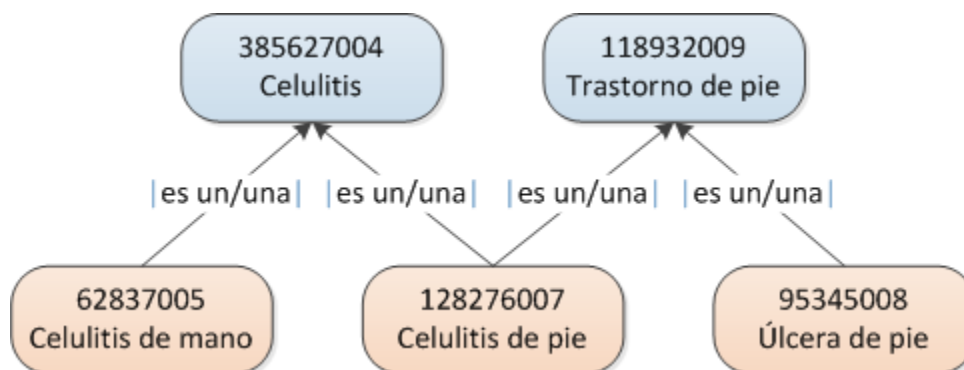 385627004
Celulitis
118932009
Trastorno de pie
|es un/una| |es un/una| |es un/una| |es un/una|
62837005
Celulitis de mano
128276007
Celulitis de pie
95345008
Úlcera de pie